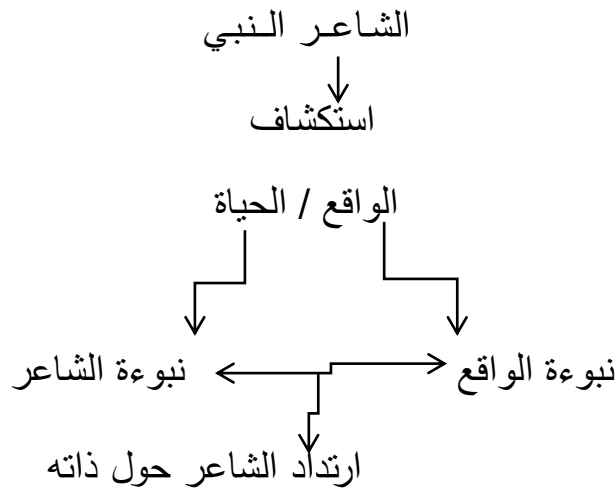 الشاعر النبي
استكشاف
الواقع / الحياة
نبوءة الواقع نبوءة الشاعر
ارتداد الشاعر حول ذاته